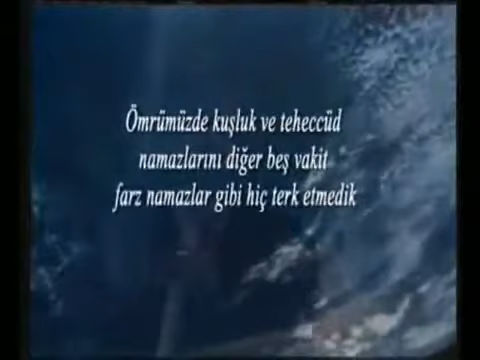 Ömrümüzde kuşluk ve teheccüd
namazlarını diğer beş vakit
farz namazlar gibi hiç terk etmedik